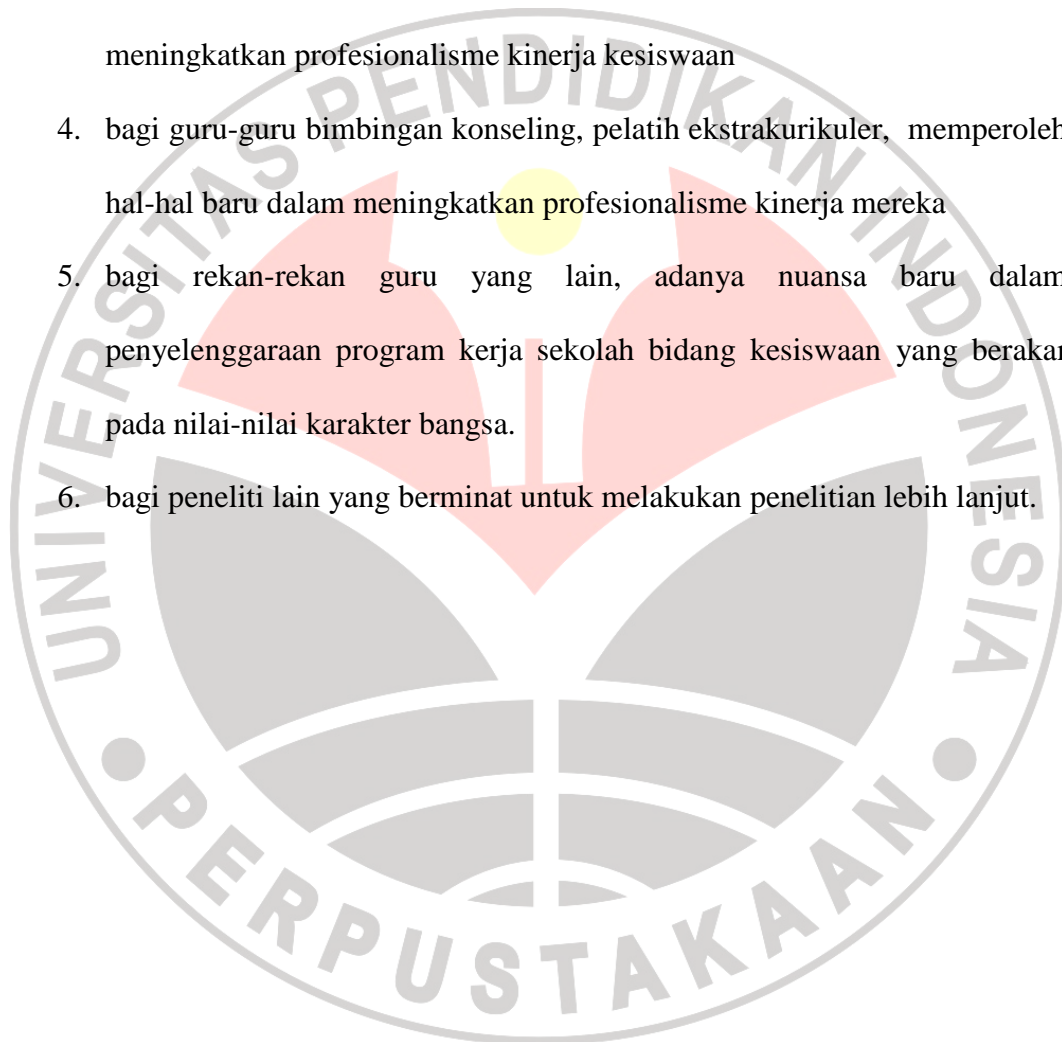 meningkatkan profesionalisme kinerja kesiswaan
4. bagi guru-guru bimbingan konseling, pelatih ekstrakurikuler, memperoleh
hal-hal baru dalam meningkatkan profesionalisme kinerja mereka
5. bagi rekan-rekan guru yang lain, adanya nuansa baru dalam
penyelenggaraan program kerja sekolah bidang kesiswaan yang berakar
pada nilai-nilai karakter bangsa.
6. bagi peneliti lain yang berminat untuk melakukan penelitian lebih lanjut.
UNIVERSITAS PENDIDIKAN INDONESIA
PERPUSTAKAAN